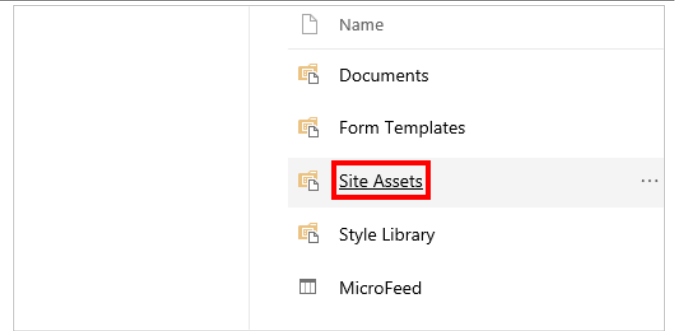 Name
Documents
Form Templates
Site Assets ...
Style Library
MicroFeed